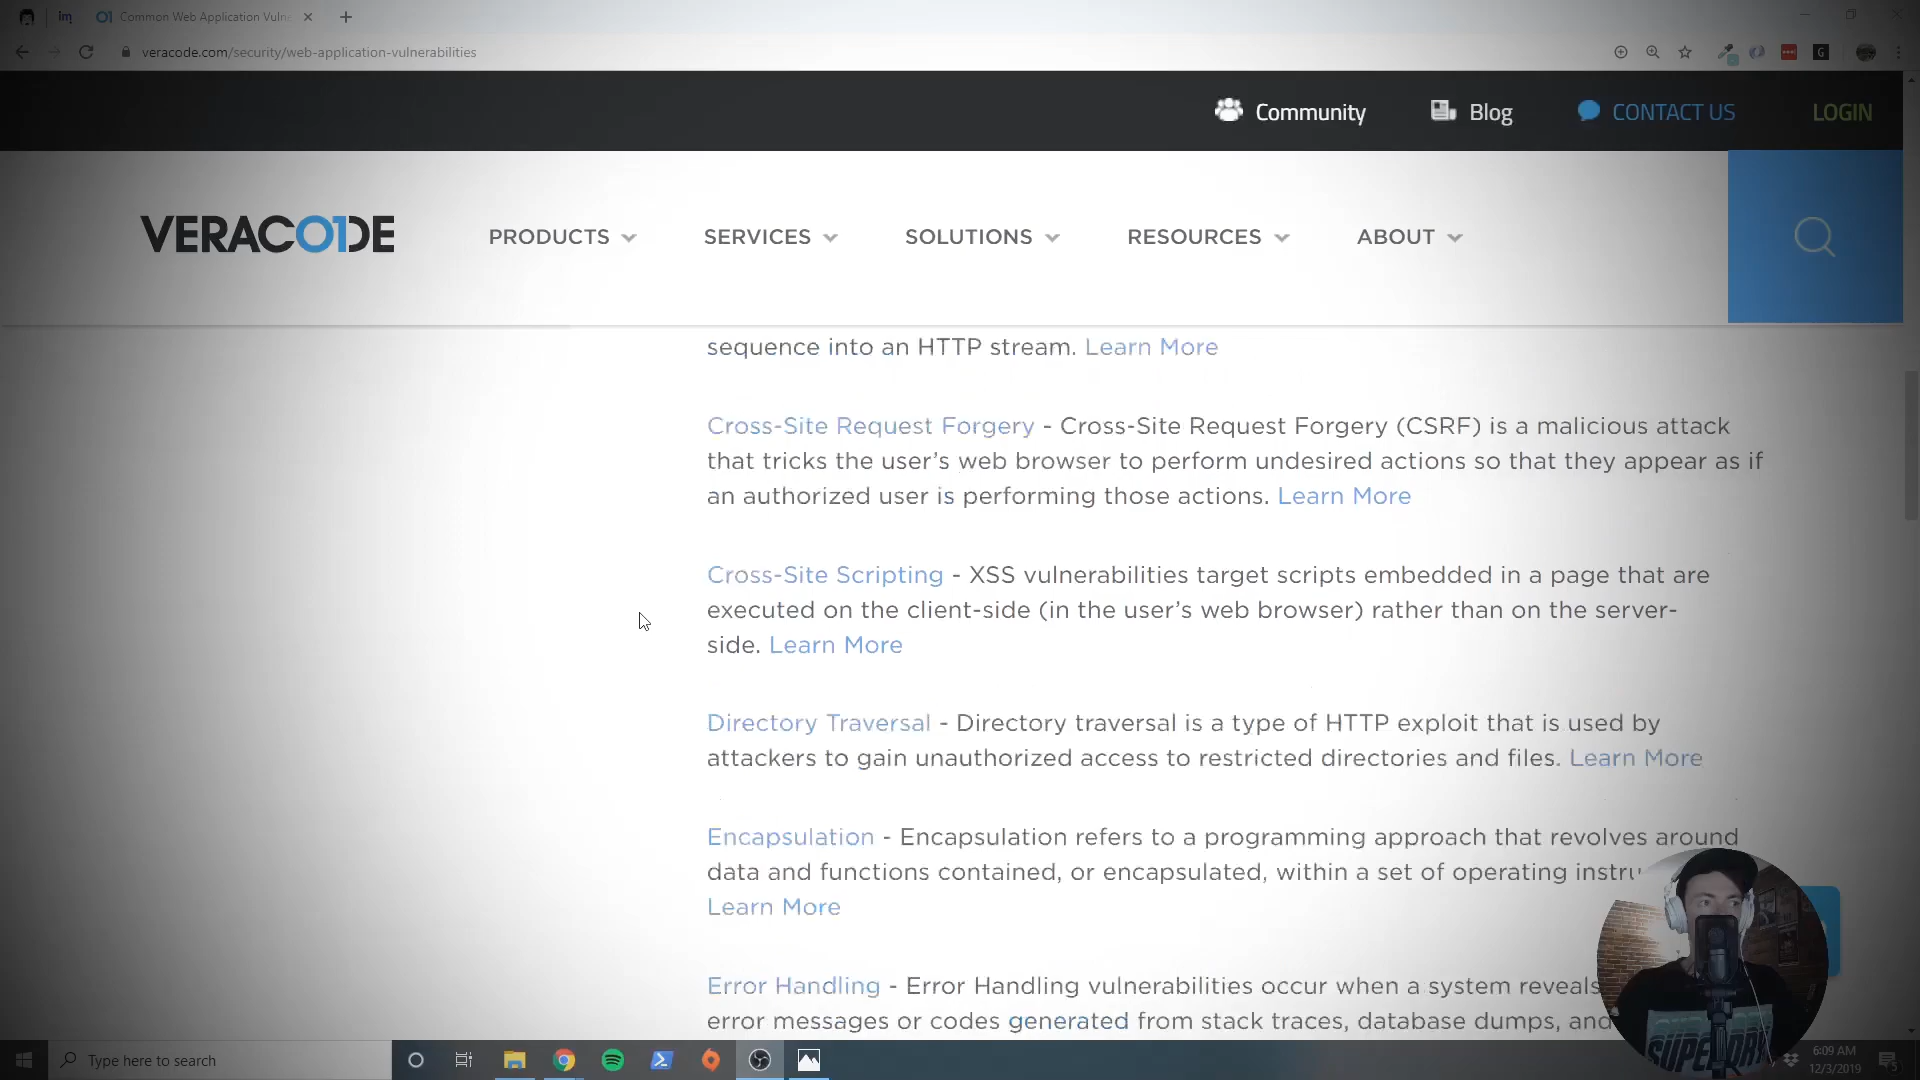 Common Web Application Vuln
veracode.com/security/web-application-vulnerabilities
Community
Blog
CONTACT US
LOGIN
VERACODE
PRODUCTS
SERVICES
SOLUTIONS
RESOURCES
ABOUT
sequence into an HTTP stream. Learn More
Cross-Site Request Forgery - Cross-Site Request Forgery (CSRF) is a malicious attack
that tricks the user’s web browser to perform undesired actions so that they appear as if
an authorized user is performing those actions. Learn More
Cross-Site Scripting - XSS vulnerabilities target scripts embedded in a page that are
executed on the client-side (in the user’s web browser) rather than on the server-
side. Learn More
Directory Traversal - Directory traversal is a type of HTTP exploit that is used by
attackers to gain unauthorized access to restricted directories and files. Learn More
Encapsulation - Encapsulation refers to a programming approach that revolves around
data and functions contained, or encapsulated, within a set of operating instru
Learn More
Error Handling - Error Handling vulnerabilities occur when a system reveals
error messages or codes generated from stack traces, database dumps, and
Type here to search
6:09 AM
12/3/2019